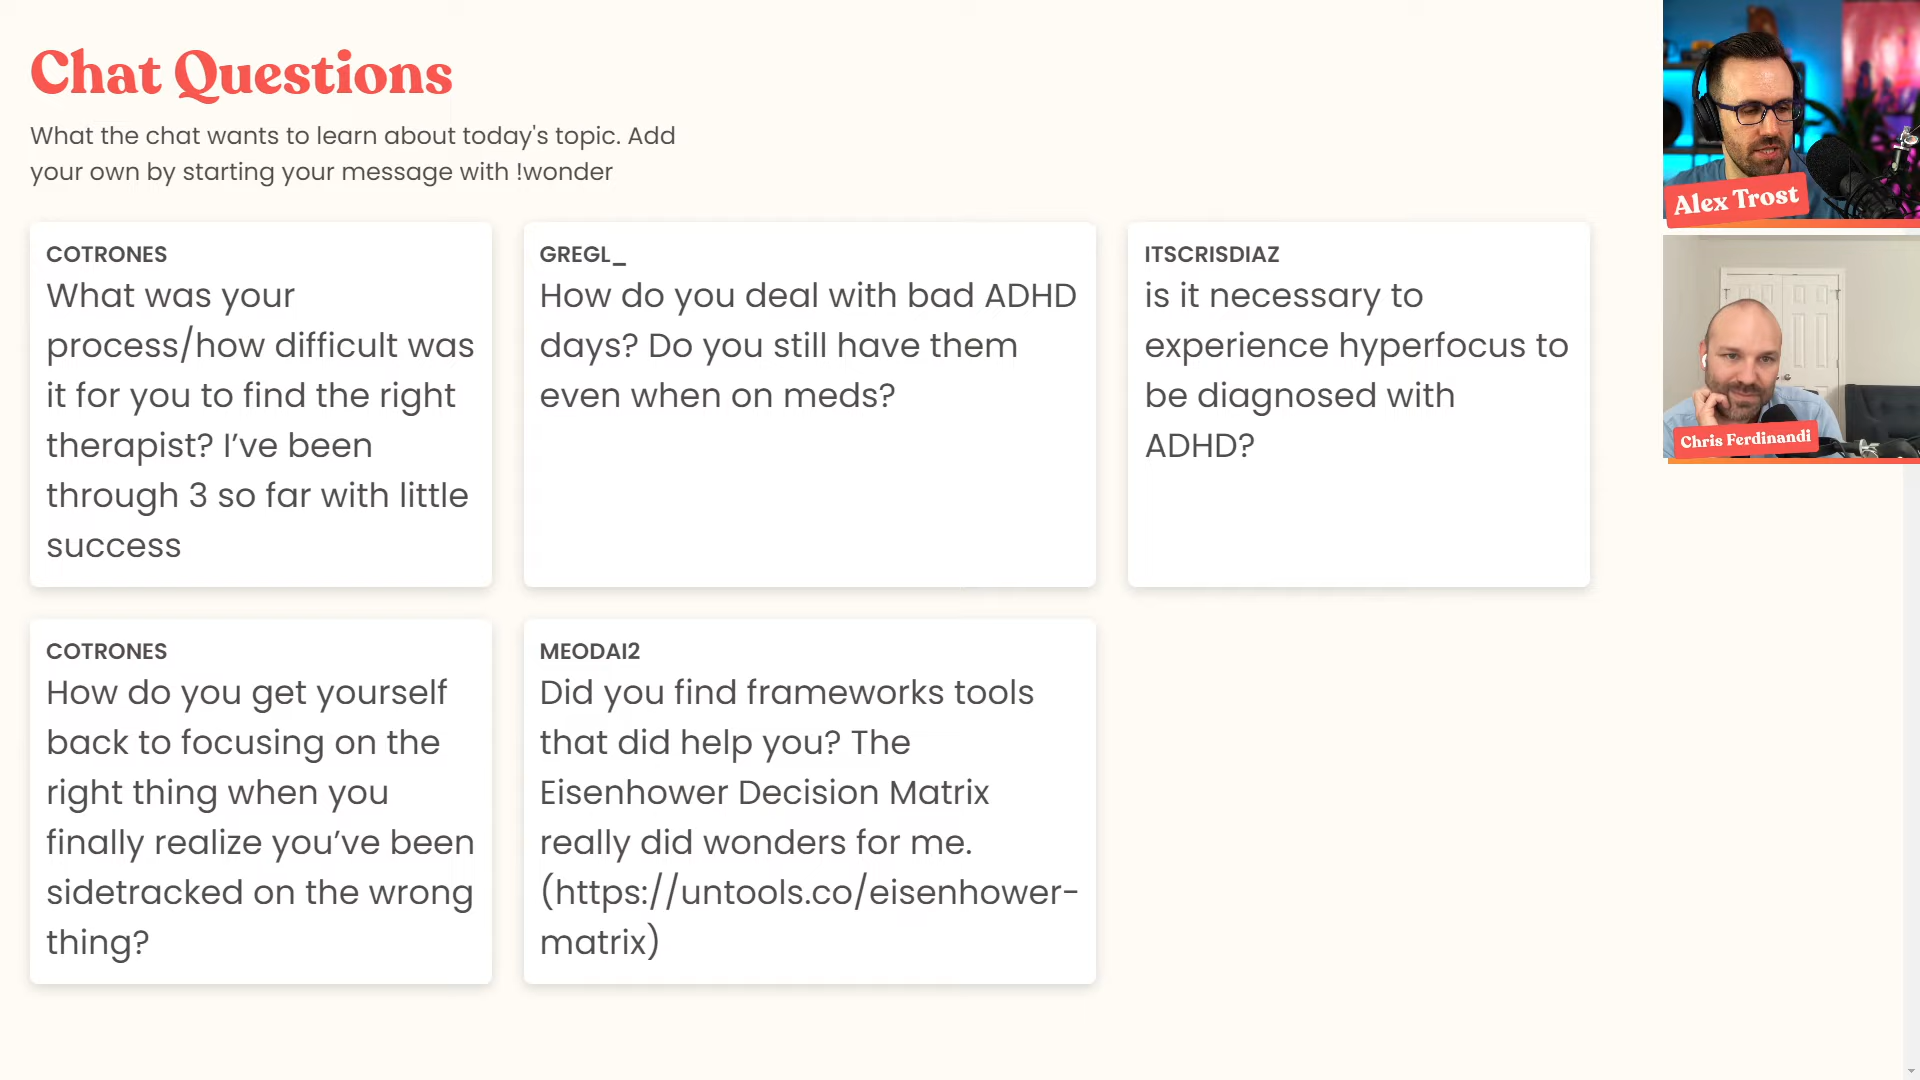 Chat Questions
What the chat wants to learn about today's topic. Add
your own by starting your message with !wonder
COTRONES
What was your
process/how difficult was
it for you to find the right
therapist? I’ve been
through 3 so far with little
success
GREGL_
How do you deal with bad ADHD
days? Do you still have them
even when on meds?
ITSCRISDIAZ
is it necessary to
experience hyperfocus to
be diagnosed with
ADHD?
COTRONES
How do you get yourself
back to focusing on the
right thing when you
finally realize you’ve been
sidetracked on the wrong
thing?
MEODAI2
Did you find frameworks tools
that did help you? The
Eisenhower Decision Matrix
really did wonders for me.
(https://untools.co/eisenhower-
matrix)
Alex Trost
Chris Ferdinandi